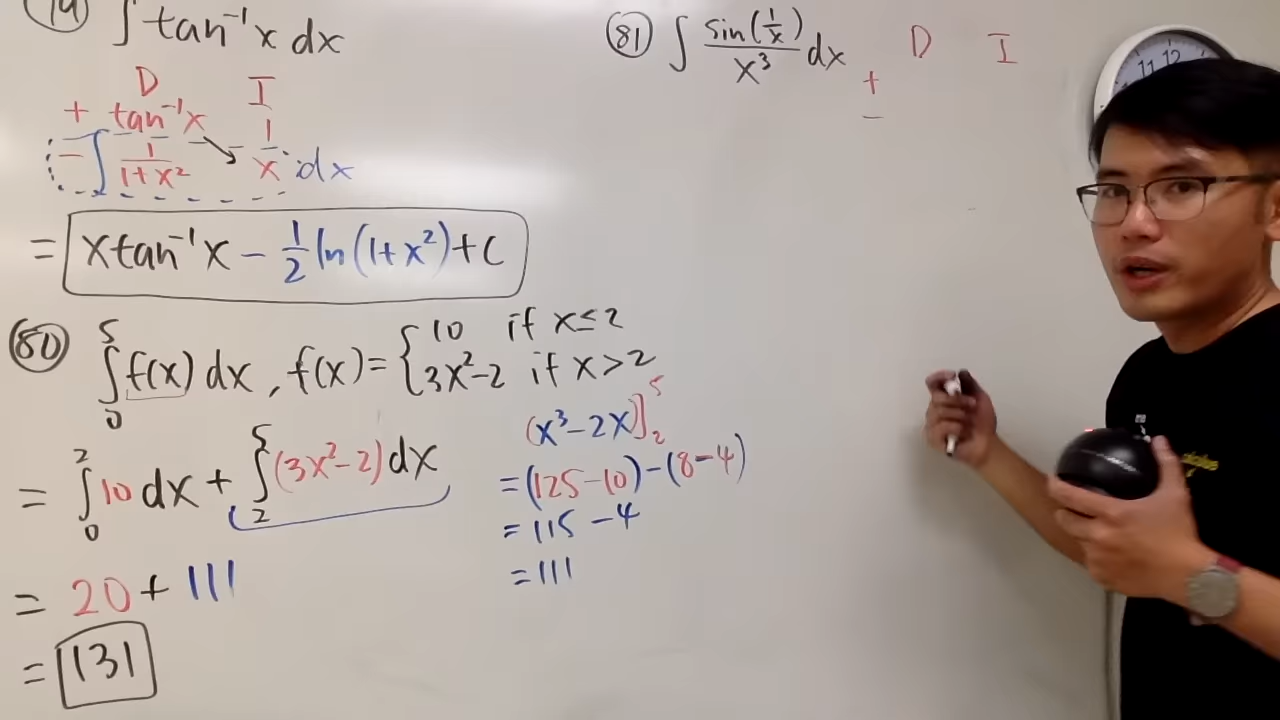 79 ∫ tan⁻¹x dx
D I
+ tan⁻¹x 1
− ∫ 1/(1+x²) · x dx
= x tan⁻¹x − 1/2 ln(1+x²) + C
80 ∫₀⁵ f(x) dx , f(x) = { 10 if x ≤ 2
3x²−2 if x > 2
= ∫₀² 10 dx + ∫₂⁵ (3x²−2) dx
= 20 + 111
= 131
(x³ − 2x)]₂⁵
= (125 − 10) − (8 − 4)
= 115 − 4
= 111
81 ∫ sin(1/x)/x³ dx
D I
+
−
11 12